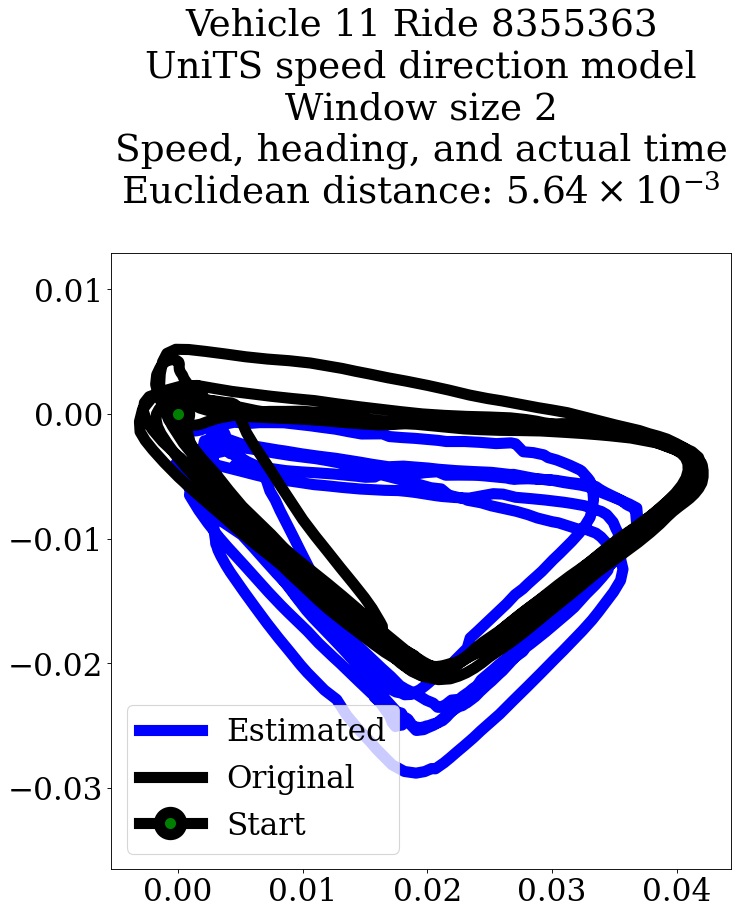 Vehicle 11 Ride 8355363
UniTS speed direction model
Window size 2
Speed, heading, and actual time
Euclidean distance: 5.64 × 10⁻³
0.01
0.00
−0.01
−0.02
−0.03
Estimated
Original
Start
0.00 0.01 0.02 0.03 0.04